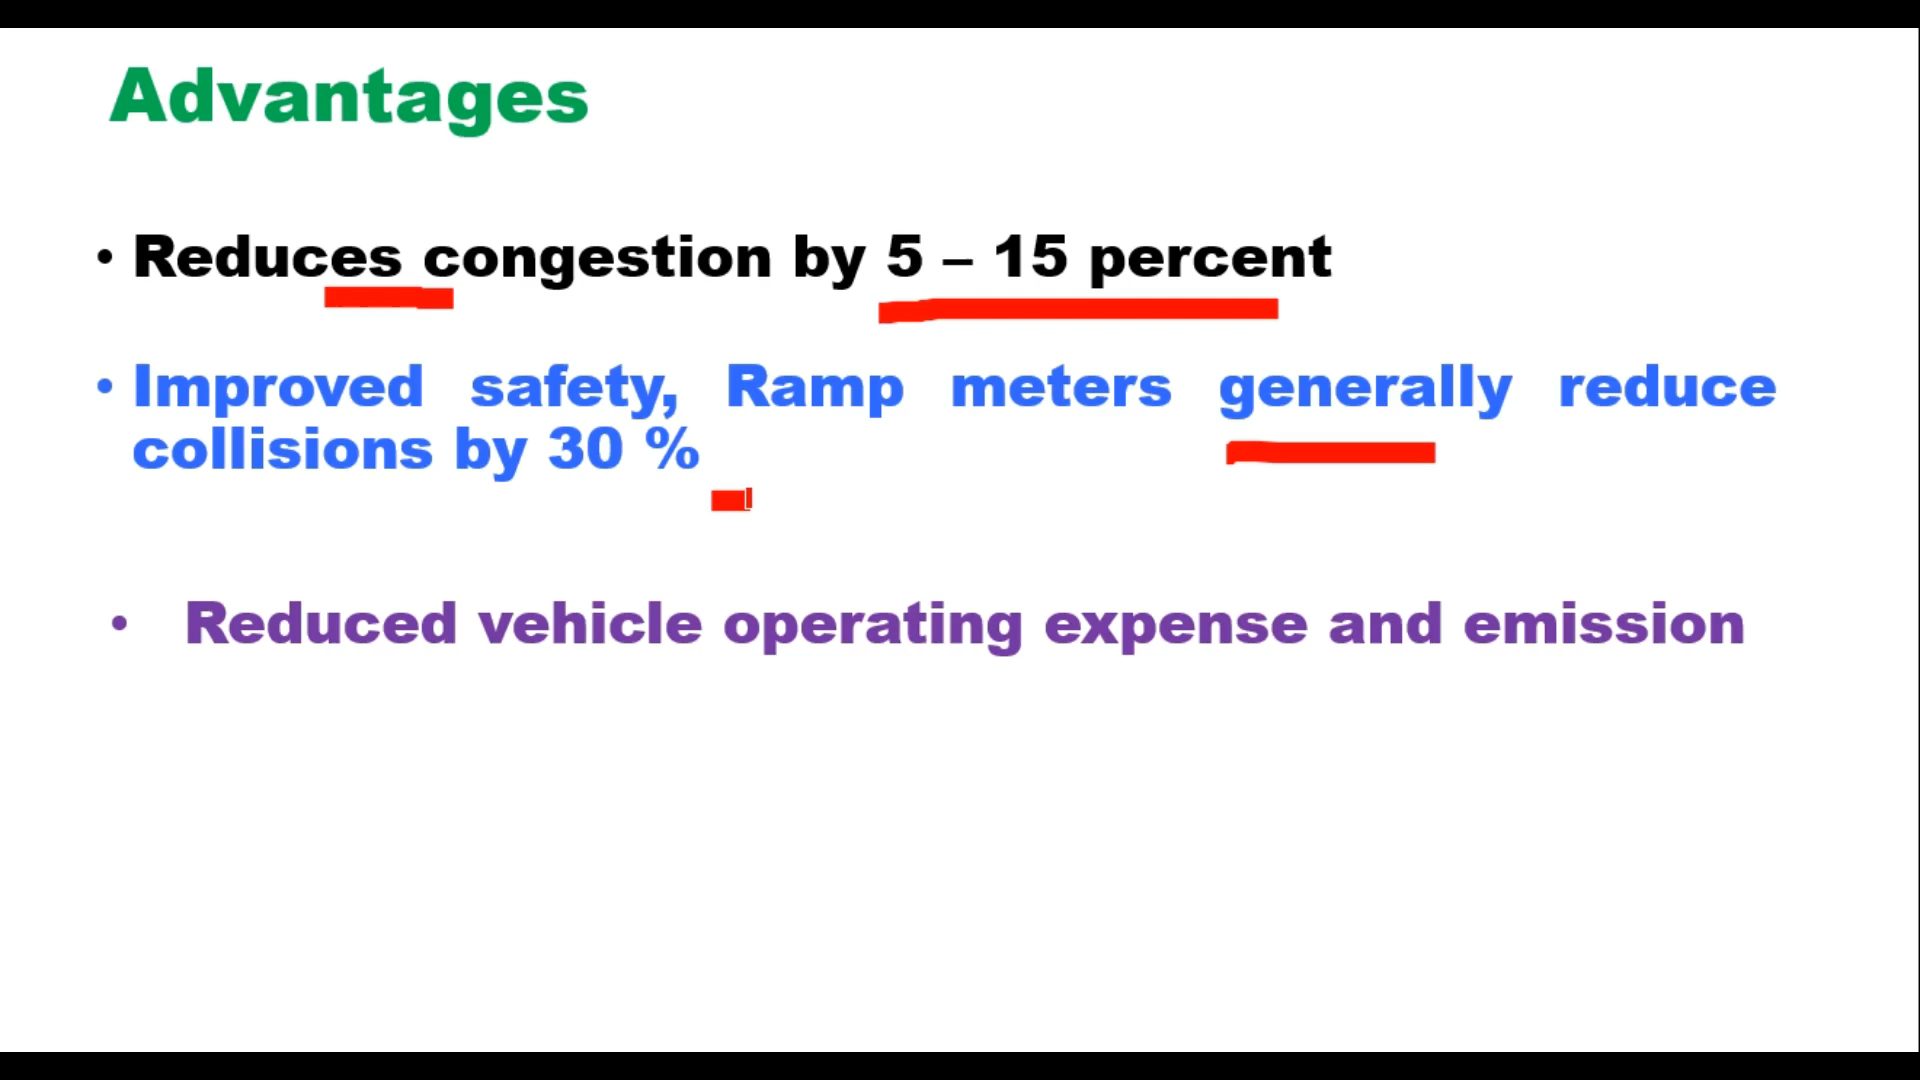 Advantages
• Reduces congestion by 5 – 15 percent
• Improved safety, Ramp meters generally reduce
collisions by 30 %
• Reduced vehicle operating expense and emission